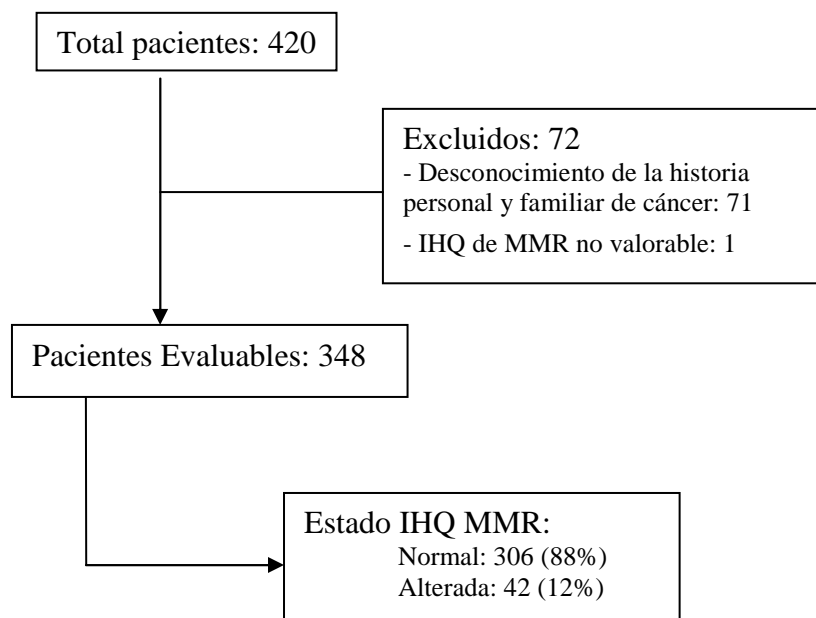 Total pacientes: 420
Excluidos: 72
- Desconocimiento de la historia
personal y familiar de cáncer: 71
- IHQ de MMR no valorable: 1
Pacientes Evaluables: 348
Estado IHQ MMR:
Normal: 306 (88%)
Alterada: 42 (12%)